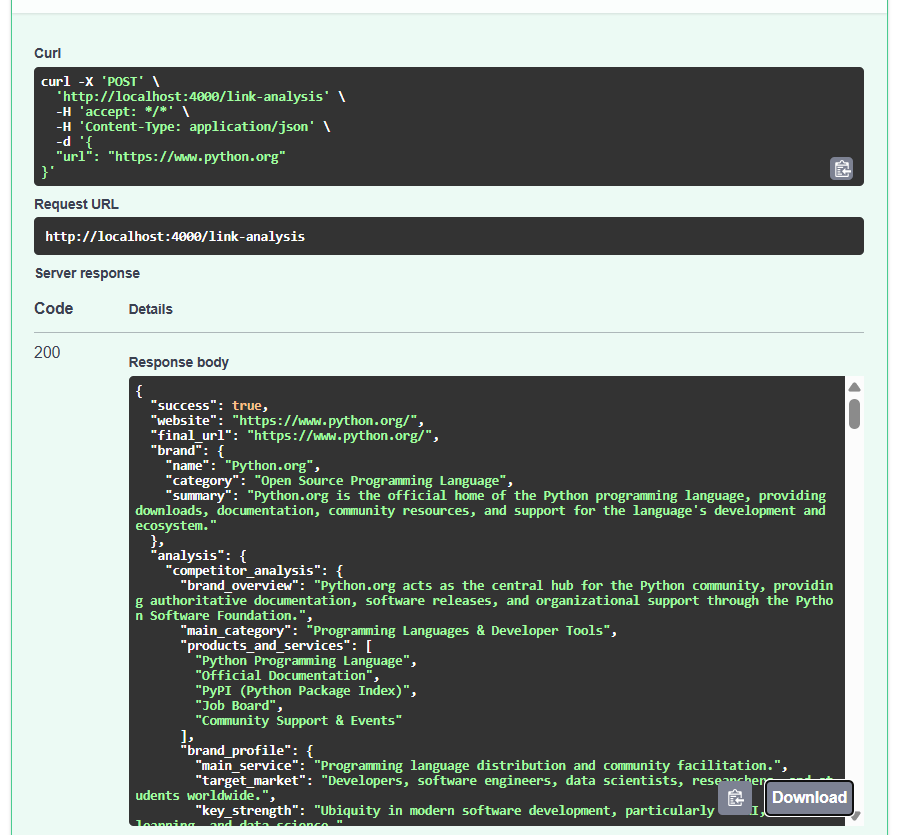 Curl
curl -X 'POST' \
'http://localhost:4000/link-analysis' \
-H 'accept: */*' \
-H 'Content-Type: application/json' \
-d '{
"url": "https://www.python.org"
}'
Request URL
http://localhost:4000/link-analysis
Server response
Code Details
200
Response body
{
"success": true,
"website": "https://www.python.org/",
"final_url": "https://www.python.org/",
"brand": {
"name": "Python.org",
"category": "Open Source Programming Language",
"summary": "Python.org is the official home of the Python programming language, providing
downloads, documentation, community resources, and support for the language's development and
ecosystem."
},
"analysis": {
"competitor_analysis": {
"brand_overview": "Python.org acts as the central hub for the Python community, providin
g authoritative documentation, software releases, and organizational support through the Pytho
n Software Foundation.",
"main_category": "Programming Languages & Developer Tools",
"products_and_services": [
"Python Programming Language",
"Official Documentation",
"PyPI (Python Package Index)",
"Job Board",
"Community Support & Events"
],
"brand_profile": {
"main_service": "Programming language distribution and community facilitation.",
"target_market": "Developers, software engineers, data scientists, researchers, and st
udents worldwide.",
"key_strength": "Ubiquity in modern software development, particularly
learning, and data science."
Download